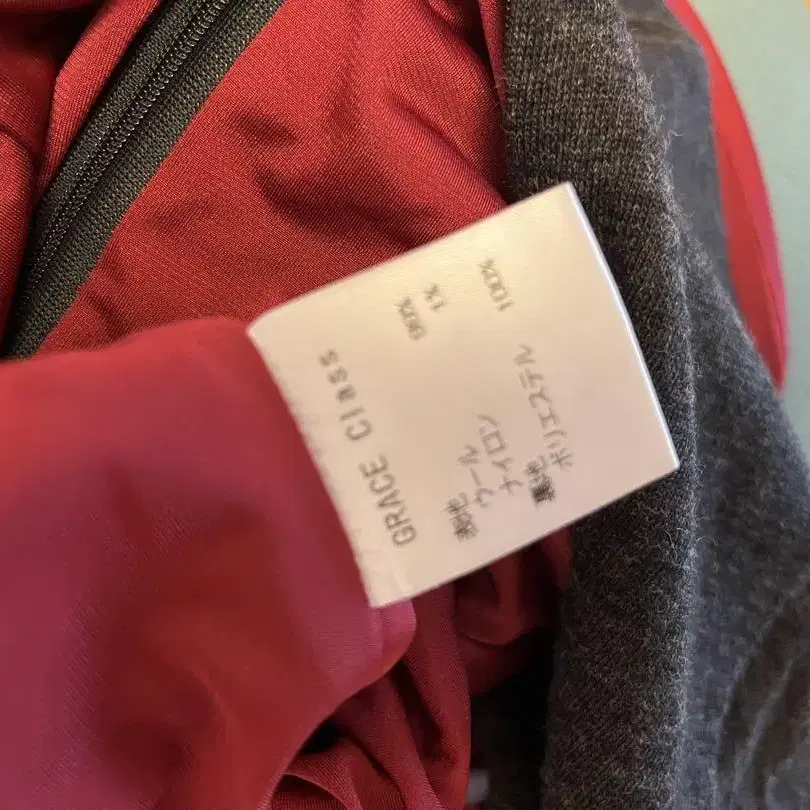 GRACE Class
表地
ウール 99%
ナイロン 1%
裏地
ポリエステル 100%